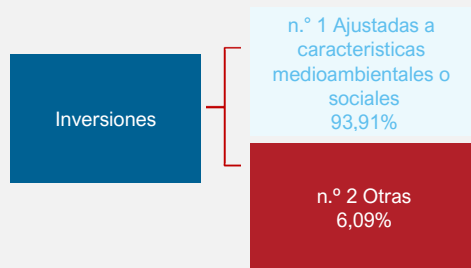 Inversiones
n.° 1 Ajustadas a
caracteristicas
medioambientales o
sociales
93,91%
n.º 2 Otras
6,09%